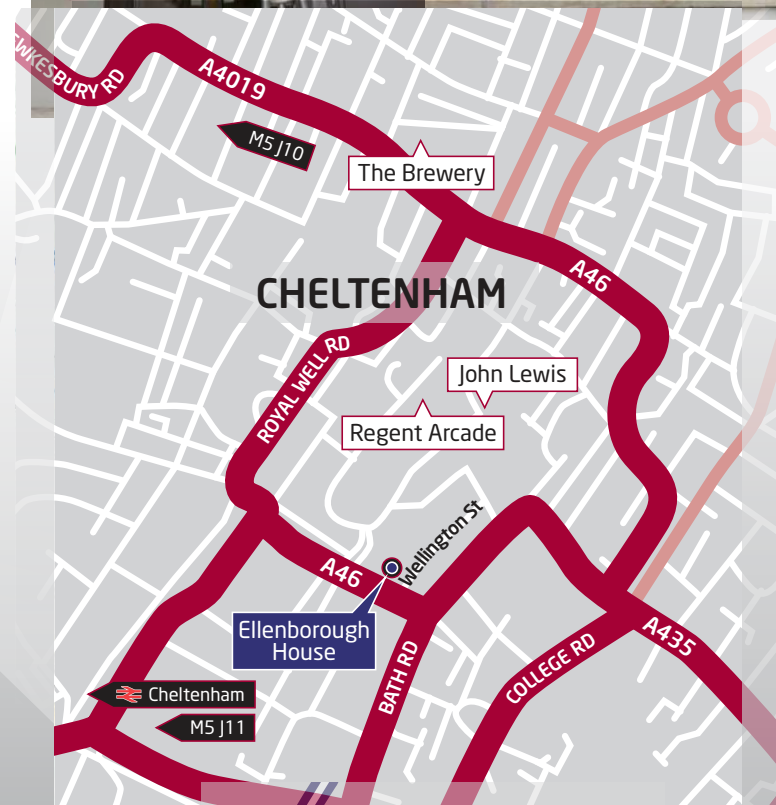 EWKESBURY RD
A4019
M5 J10
The Brewery
A46
CHELTENHAM
ROYAL WELL RD
John Lewis
Regent Arcade
Wellington St
A46
Ellenborough
House
BATH RD
COLLEGE RD
A435
Cheltenham
M5 J11